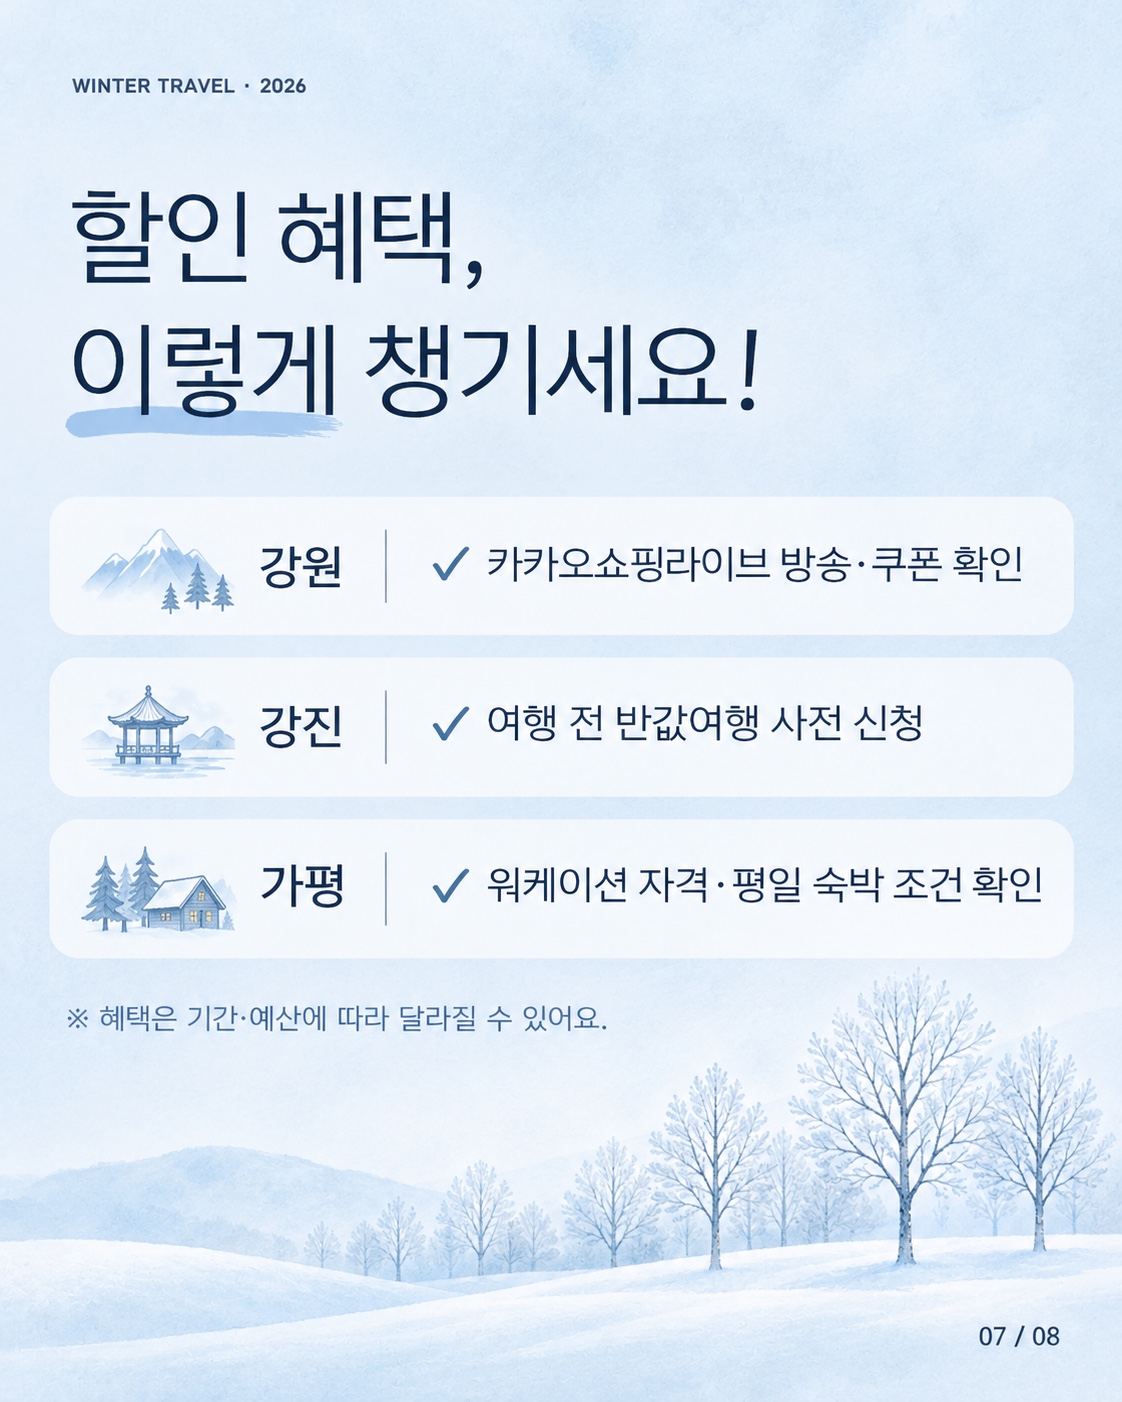 WINTER TRAVEL · 2026
할인 혜택,
이렇게 챙기세요!
강원
✓ 카카오쇼핑라이브 방송·쿠폰 확인
강진
✓ 여행 전 반값여행 사전 신청
가평
✓ 워케이션 자격·평일 숙박 조건 확인
※ 혜택은 기간·예산에 따라 달라질 수 있어요.
07 / 08